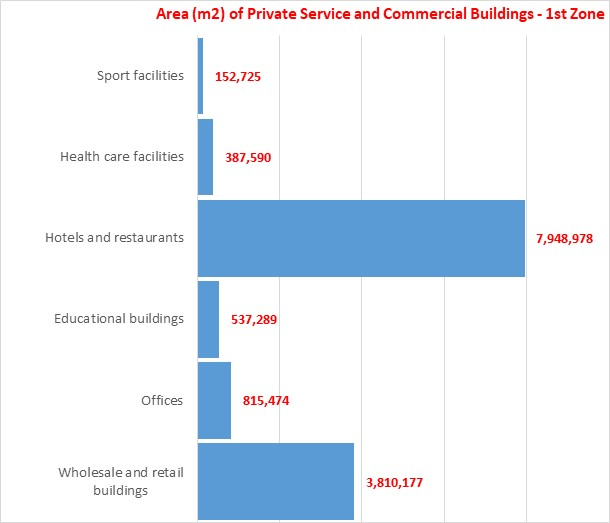 Area (m2) of Private Service and Commercial Buildings - 1st Zone
Sport facilities 152,725
Health care facilities 387,590
Hotels and restaurants 7,948,978
Educational buildings 537,289
Offices 815,474
Wholesale and retail
buildings 3,810,177